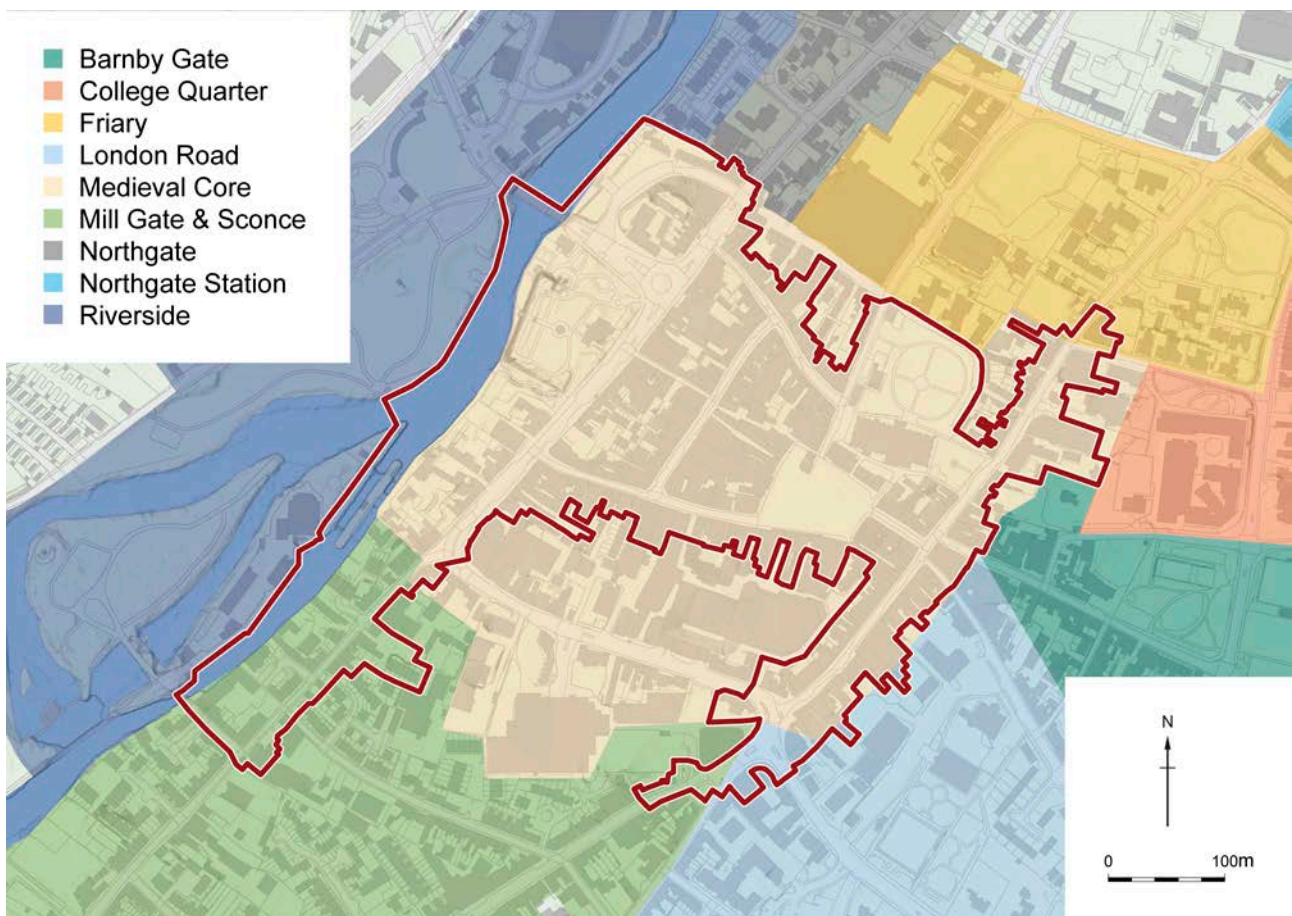 Barnby Gate
College Quarter
Friary
London Road
Medieval Core
Mill Gate & Sconce
Northgate
Northgate Station
Riverside
N
0 100m